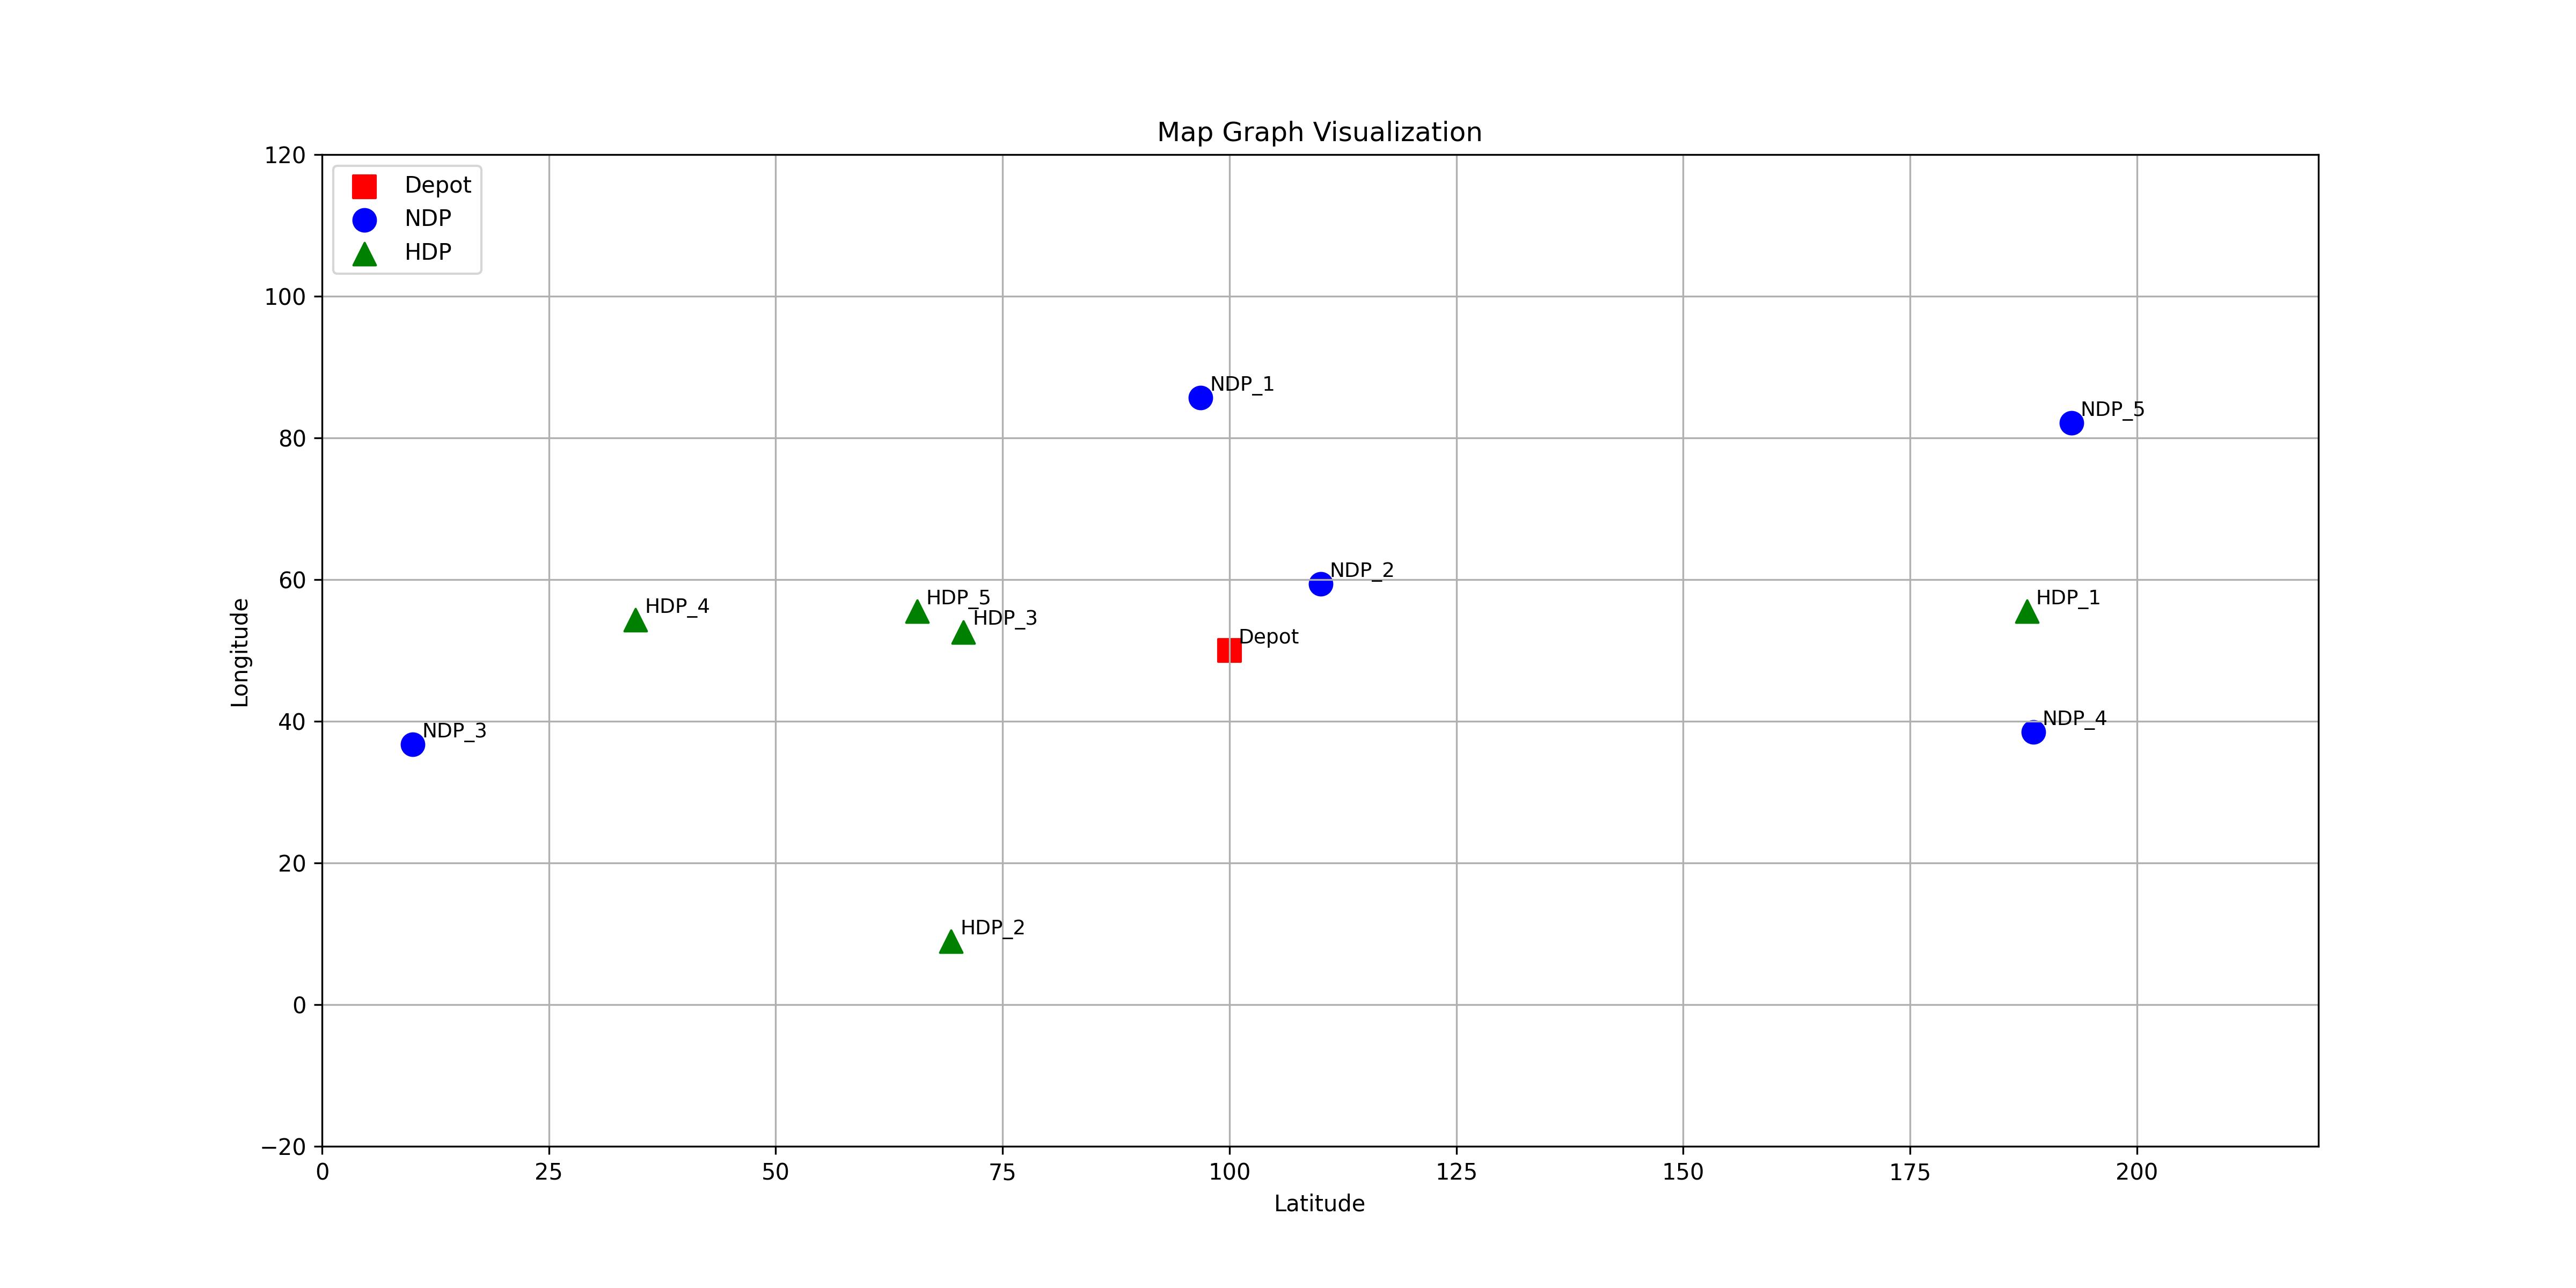 Map Graph Visualization
120
100
80
60
40
20
0
−20
Longitude
Depot
NDP
HDP
NDP_1
NDP_5
NDP_2
HDP_4
HDP_5
HDP_3
HDP_1
Depot
NDP_3
NDP_4
HDP_2
0 25 50 75 100 125 150 175 200
Latitude